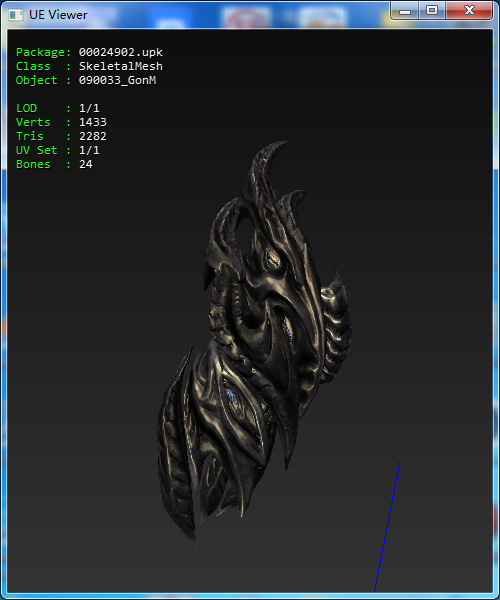 UE Viewer
Package: 00024902.upk
Class : SkeletalMesh
Object : 090033_GonM
LOD : 1/1
Verts : 1433
Tris : 2282
UV Set : 1/1
Bones : 24